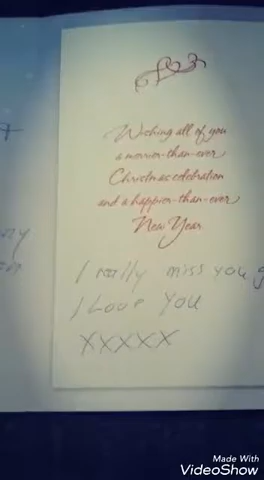 Wishing all of you
a merrier-than-ever
Christmas celebration
and a happier-than-ever
New Year
I really miss you
I Love You
XXXXX
Made With
VideoShow